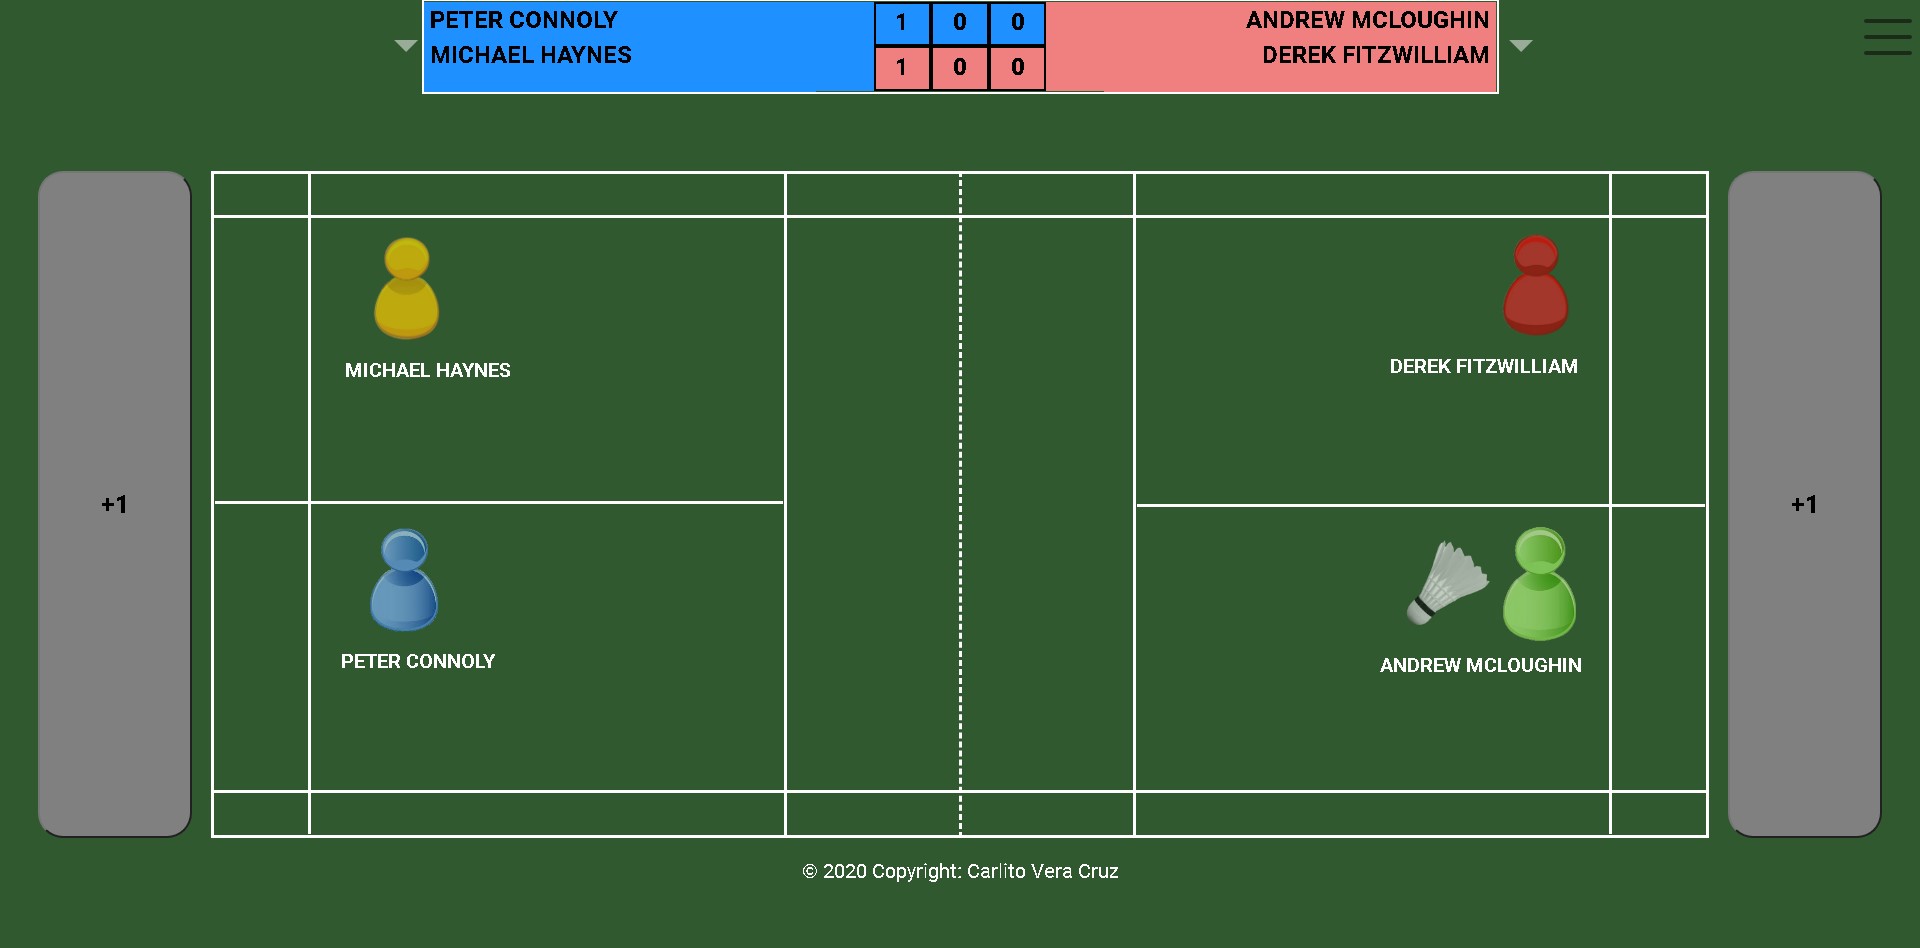 PETER CONNOLY
MICHAEL HAYNES
1 0 0
1 0 0
ANDREW MCLOUGHIN
DEREK FITZWILLIAM
+1
MICHAEL HAYNES
DEREK FITZWILLIAM
+1
PETER CONNOLY
ANDREW MCLOUGHIN
© 2020 Copyright: Carlito Vera Cruz